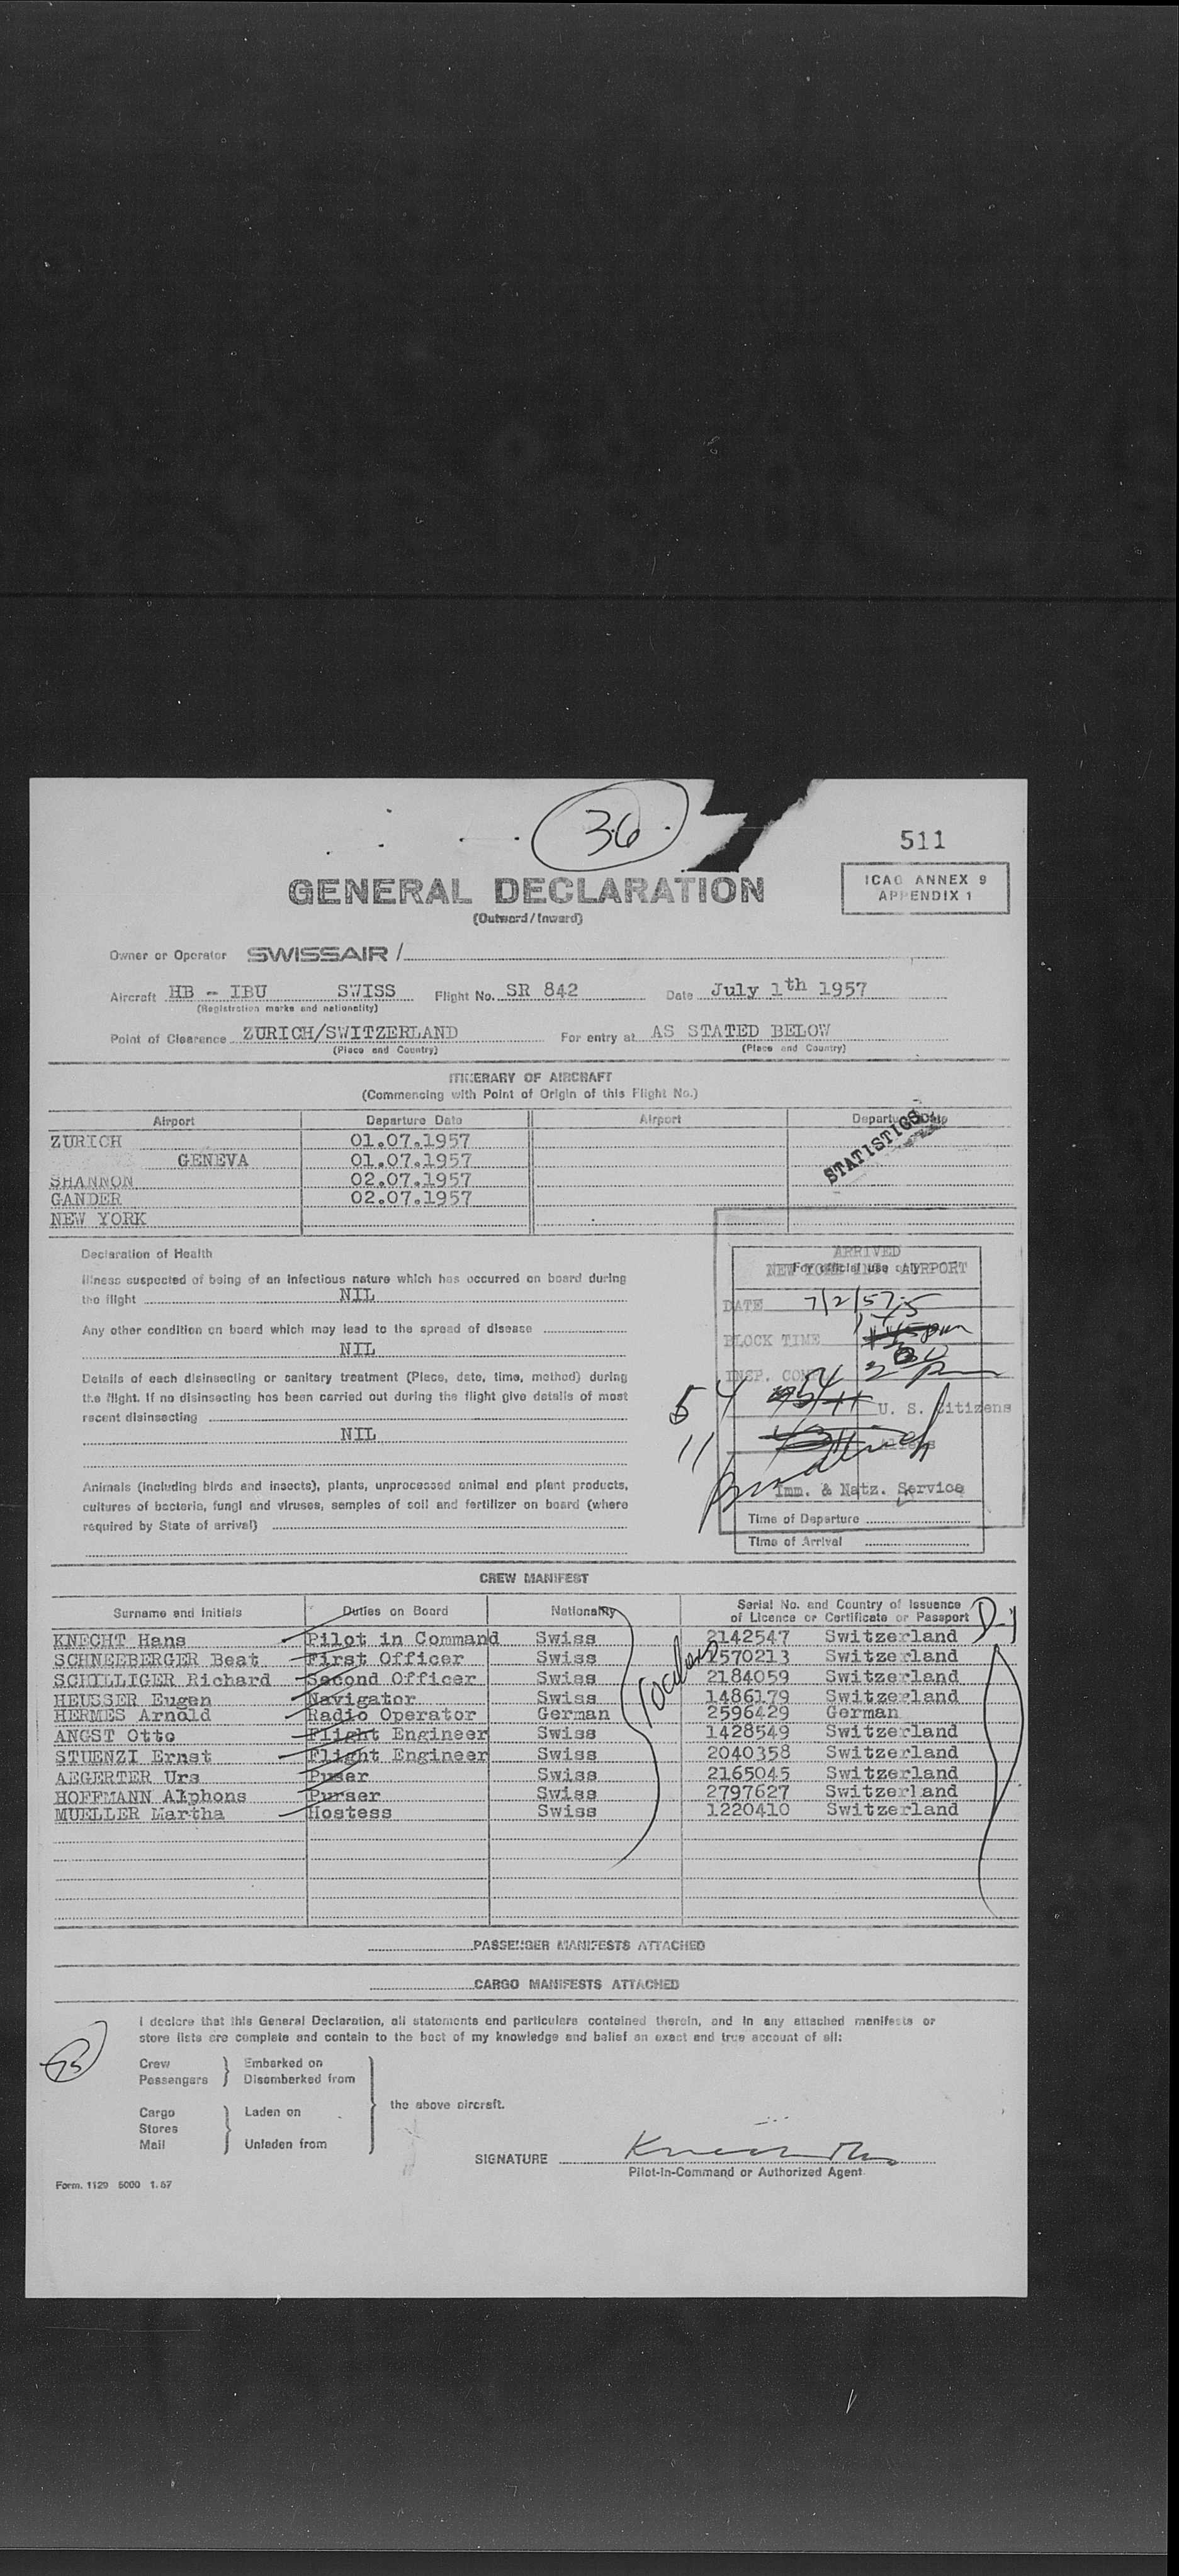 36
511
ICAO ANNEX 9
APPENDIX 1
GENERAL DECLARATION
(Outward/Inward)
Owner or Operator SWISSAIR /
Aircraft HB - IBU SWISS Flight No. SR 842 Date July 1th 1957
(Registration marks and nationality)
Point of Clearence ZURICH/SWITZERLAND For entry at AS STATED BELOW
(Place and Country) (Place and Country)
ITINERARY OF AIRCRAFT
(Commencing with Point of Origin of this Flight No.)
Airport Departure Date Airport Departure Date
STATISTICS
ZURICH 01.07.1957
GENEVA 01.07.1957
SHANNON 02.07.1957
GANDER 02.07.1957
NEW YORK
Declaration of Health
Illness suspected of being of an infectious nature which has occurred on board during
the flight NIL
Any other condition on board which may lead to the spread of disease
NIL
Details of each disinsecting or sanitary treatment (Place, date, time, method) during
the flight. If no disinsecting has been carried out during the flight give details of most
recent disinsecting
NIL
Animals (including birds and insects), plants, unprocessed animal and plant products,
cultures of bacteria, fungi and viruses, samples of soil and fertilizer on board (where
required by State of arrival)
ARRIVED
For official use only
NEW YORK INT. AIRPORT
DATE 7/2/57
BLOCK TIME
INSP. COMP.
54 U. S. Citizens
11 Aliens
Imm. & Natz. Service
Time of Departure
Time of Arrival
CREW MANIFEST
Surname and Initials Duties on Board Nationality Serial No. and Country of Issuance
of Licence or Certificate or Passport
KNECHT Hans Pilot in Command Swiss 2142547 Switzerland
SCHNEEBERGER Beat First Officer Swiss 1570213 Switzerland
SCHILLIGER Richard Second Officer Swiss 2184059 Switzerland
HEUSSER Eugen Navigator Swiss 1486179 Switzerland
HERMES Arnold Radio Operator German 2596429 German
ANGST Otto Flight Engineer Swiss 1428549 Switzerland
STUENZI Ernst Flight Engineer Swiss 2040358 Switzerland
AEGERTER Urs Puser Swiss 2165045 Switzerland
HOFFMANN Alphons Purser Swiss 2797627 Switzerland
MUELLER Martha Hostess Swiss 1220410 Switzerland
PASSENGER MANIFESTS ATTACHED
CARGO MANIFESTS ATTACHED
I declare that this General Declaration, all statements and particulars contained therein, and in any attached manifests or
store lists are complete and contain to the best of my knowledge and belief an exact and true account of all:
Crew Embarked on
Passengers Disembarked from
the above aircraft.
Cargo Laden on
Stores
Mail Unladen from
SIGNATURE
Pilot-in-Command or Authorized Agent
Form. 1129 5000 1.57